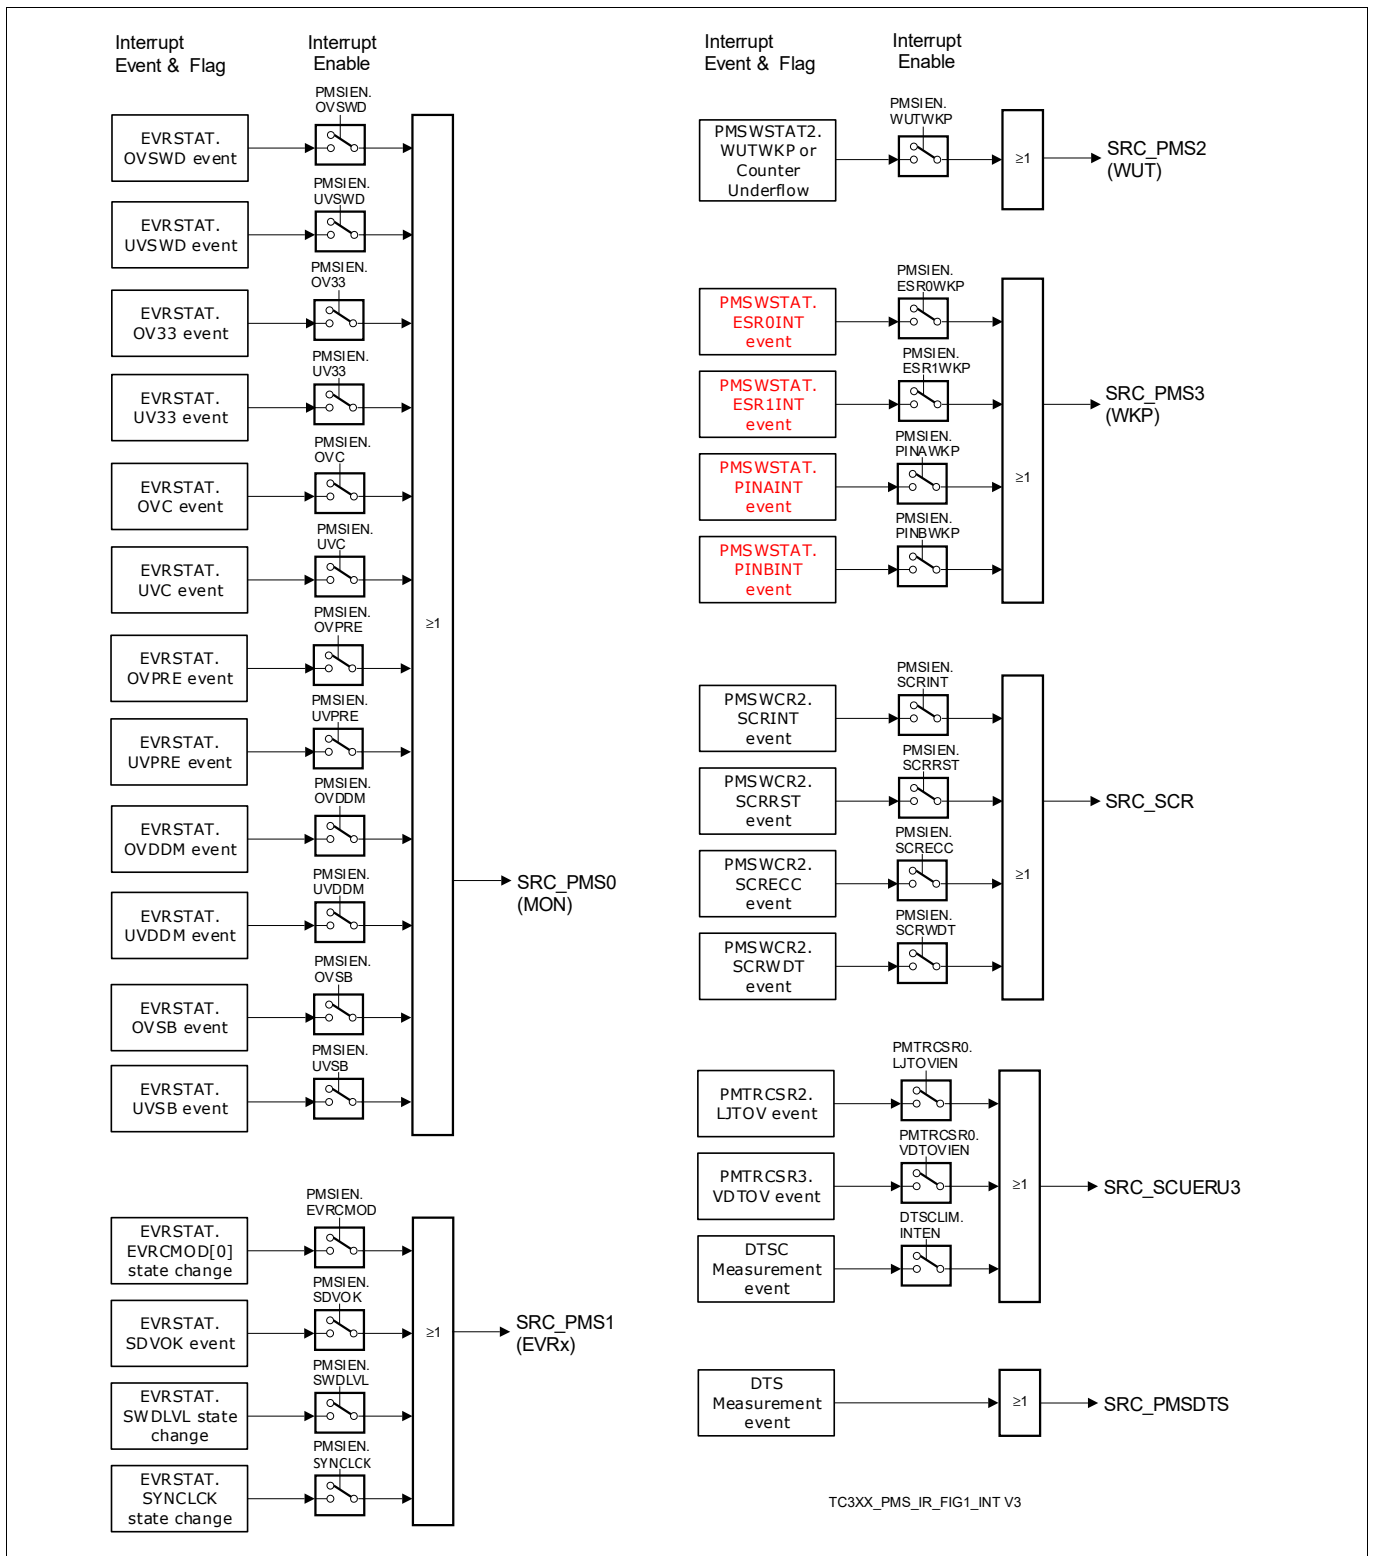 Interrupt
Event & Flag
Interrupt
Enable
PMSIEN.
OVSWD
EVRSTAT.
OVSWD event
PMSIEN.
UVSWD
EVRSTAT.
UVSWD event
PMSIEN.
OV33
EVRSTAT.
OV33 event
PMSIEN.
UV33
EVRSTAT.
UV33 event
PMSIEN.
OVC
EVRSTAT.
OVC event
PMSIEN.
UVC
EVRSTAT.
UVC event
PMSIEN.
OVPRE
≥1
EVRSTAT.
OVPRE event
PMSIEN.
UVPRE
EVRSTAT.
UVPRE event
PMSIEN.
OVDDM
EVRSTAT.
OVDDM event
PMSIEN.
UVDDM
SRC_PMS0
(MON)
EVRSTAT.
UVDDM event
PMSIEN.
OVSB
EVRSTAT.
OVSB event
PMSIEN.
UVSB
EVRSTAT.
UVSB event
PMSIEN.
EVRCMOD
EVRSTAT.
EVRCMOD[0]
state change
PMSIEN.
SDVOK
EVRSTAT.
SDVOK event
≥1
SRC_PMS1
(EVRx)
PMSIEN.
SWDLVL
EVRSTAT.
SWDLVL state
change
PMSIEN.
SYNCLCK
EVRSTAT.
SYNCLCK
state change
Interrupt
Event & Flag
Interrupt
Enable
PMSIEN.
WUTWKP
PMSWSTAT2.
WUTWKP or
Counter
Underflow
≥1
SRC_PMS2
(WUT)
PMSIEN.
ESR0WKP
PMSWSTAT.
ESR0INT
event
PMSIEN.
ESR1WKP
PMSWSTAT.
ESR1INT
event
SRC_PMS3
(WKP)
PMSIEN.
PINAWKP
PMSWSTAT.
PINAINT
event
≥1
PMSIEN.
PINBWKP
PMSWSTAT.
PINBINT
event
PMSIEN.
SCRINT
PMSWCR2.
SCRINT
event
PMSIEN.
SCRRST
PMSWCR2.
SCRRST
event
SRC_SCR
PMSIEN.
SCRECC
PMSWCR2.
SCRECC
event
≥1
PMSIEN.
SCRWDT
PMSWCR2.
SCRWDT
event
PMTRCSR0.
LJTOVIEN
PMTRCSR2.
LJTOV event
PMTRCSR0.
VDTOVIEN
PMTRCSR3.
VDTOV event
≥1
SRC_SCUERU3
DTSCLIM.
INTEN
DTSC
Measurement
event
DTS
Measurement
event
≥1
SRC_PMSDTS
TC3XX_PMS_IR_FIG1_INT V3